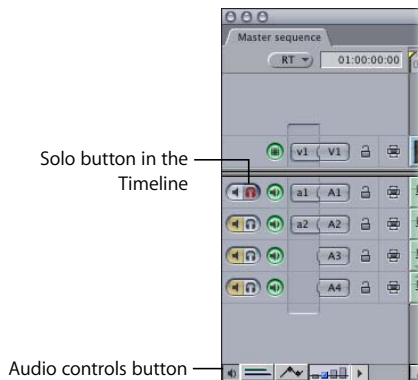 Master sequence
RT 01:00:00:00
v1 V1
Solo button in the
Timeline
a1 A1
a2 A2
A3
A4
Audio controls button